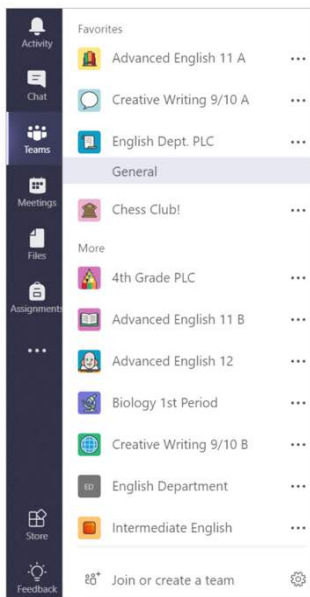 Activity
Chat
Teams
Meetings
Files
Assignments
Store
Feedback
Favorites
Advanced English 11 A
Creative Writing 9/10 A
English Dept. PLC
General
Chess Club!
More
4th Grade PLC
Advanced English 11 B
Advanced English 12
Biology 1st Period
Creative Writing 9/10 B
ED English Department
Intermediate English
Join or create a team